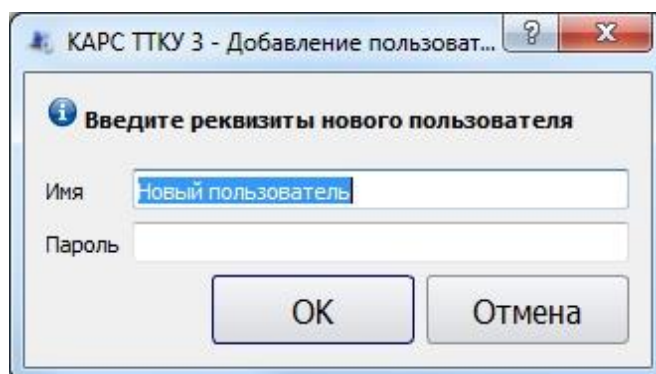 КАРС ТТКУ 3 - Добавление пользоват...
Введите реквизиты нового пользователя
Имя
Новый пользователь
Пароль
OK
Отмена